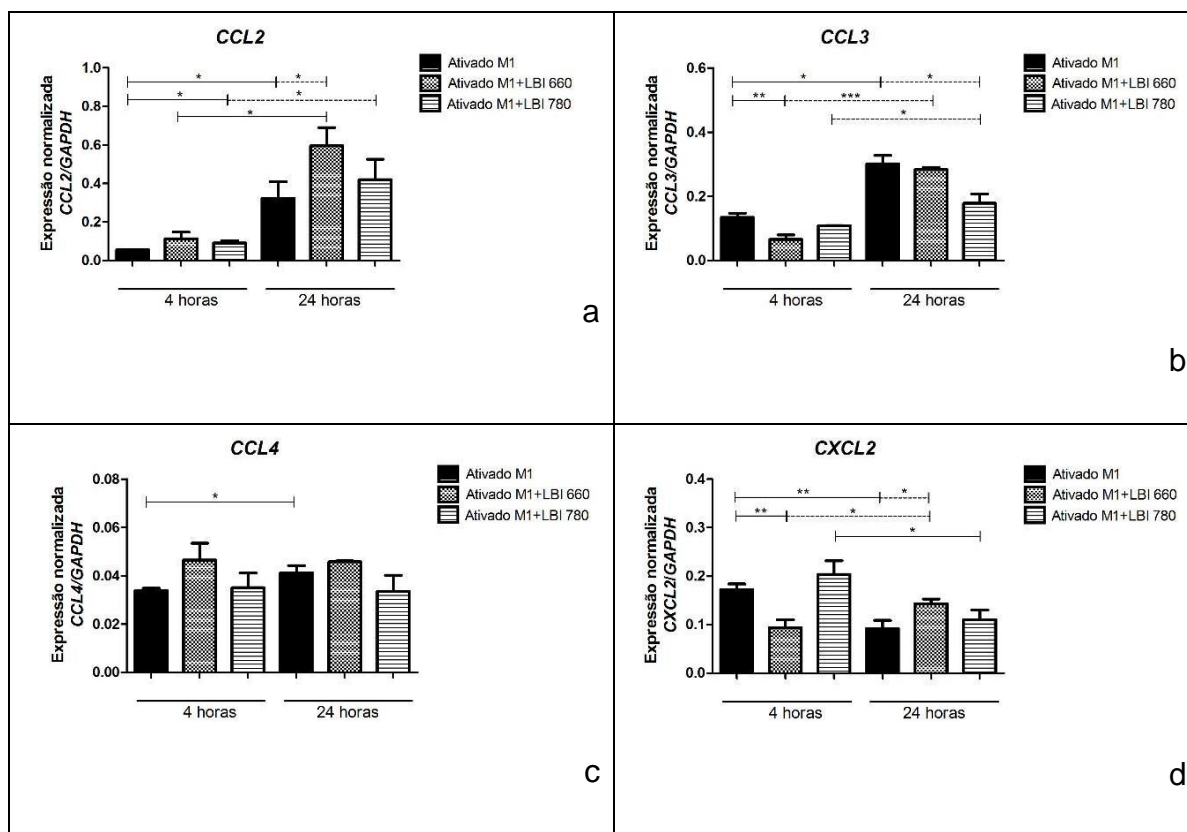 CCL2
Expressão normalizada
CCL2/GAPDH
1.0
0.8
0.6
0.4
0.2
0.0
*
*
*
*
*
Ativado M1
Ativado M1+LBI 660
Ativado M1+LBI 780
4 horas
24 horas
a
CCL3
Expressão normalizada
CCL3/GAPDH
0.6
0.4
0.2
0.0
*
*
**
***
*
Ativado M1
Ativado M1+LBI 660
Ativado M1+LBI 780
4 horas
24 horas
b
CCL4
Expressão normalizada
CCL4/GAPDH
0.08
0.06
0.04
0.02
0.00
*
Ativado M1
Ativado M1+LBI 660
Ativado M1+LBI 780
4 horas
24 horas
c
CXCL2
Expressão normalizada
CXCL2/GAPDH
0.4
0.3
0.2
0.1
0.0
**
*
**
*
*
Ativado M1
Ativado M1+LBI 660
Ativado M1+LBI 780
4 horas
24 horas
d